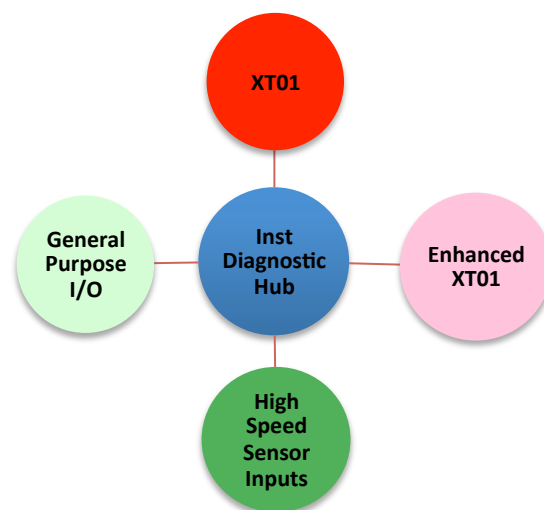 XT01
General
Purpose
I/O
Inst
Diagnostic
Hub
Enhanced
XT01
High
Speed
Sensor
Inputs